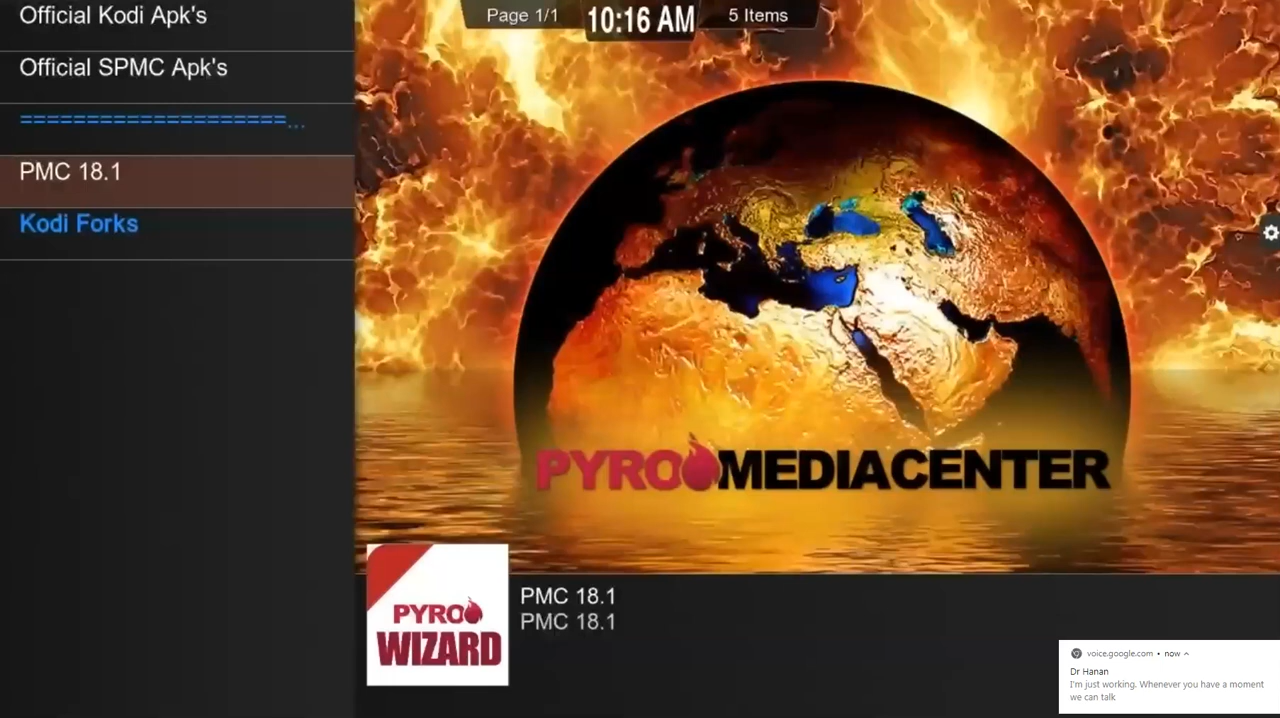 Official Kodi Apk's
Official SPMC Apk's
====================...
PMC 18.1
Kodi Forks
Page 1/1
10:16 AM
5 Items
PYRO MEDIACENTER
PYRO
WIZARD
PMC 18.1
PMC 18.1
voice.google.com • now
Dr Hanan
I'm just working. Whenever you have a moment
we can talk